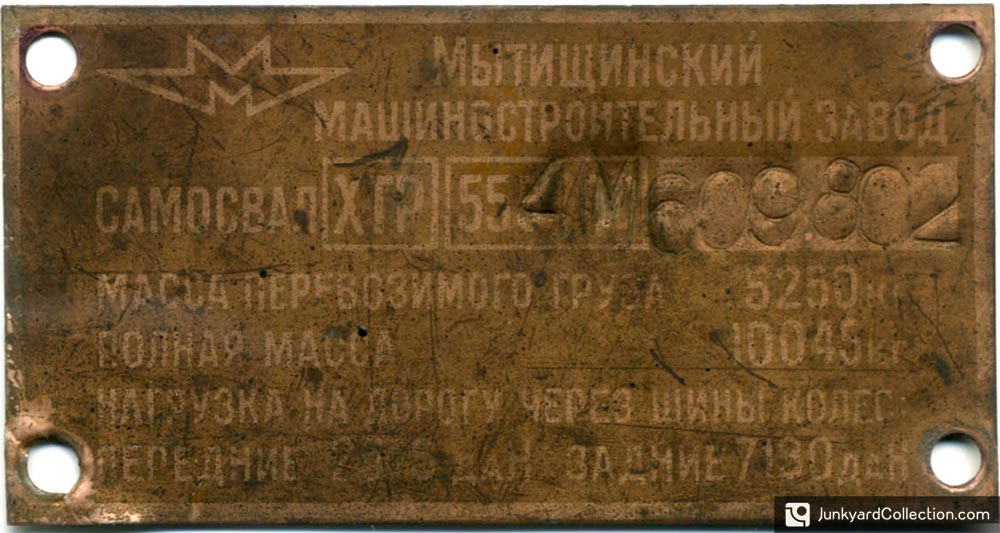 М
Мытищинский
машиностроительный завод
САМОСВАЛ ХГР М 609.802
МАССА ПЕРЕВОЗИМОГО ГРУЗА 5250 кг
ПОЛНАЯ МАССА 10045 кг
НАГРУЗКА НА ДОРОГУ ЧЕРЕЗ ШИНЫ КОЛЕС:
ПЕРЕДНИЕ даН ЗАДНИЕ 7130 даН
JunkyardCollection.com